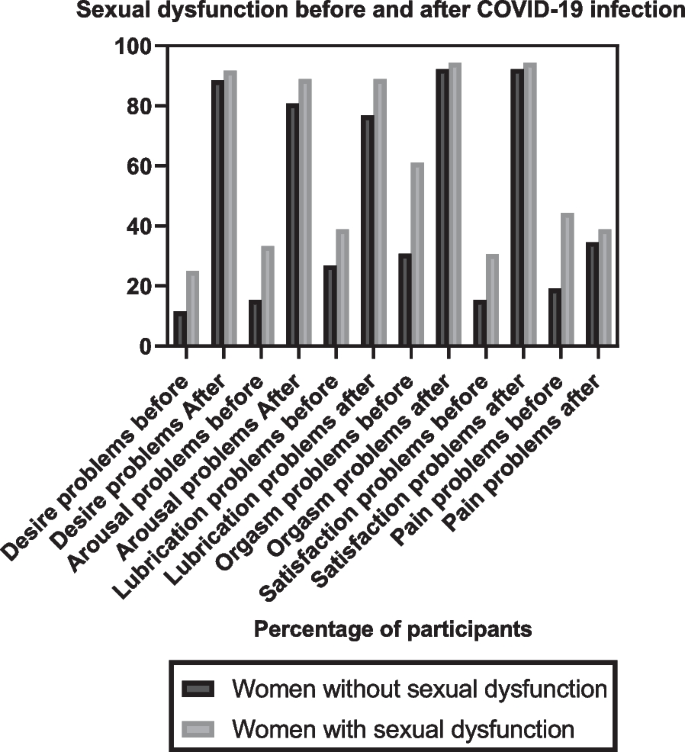 Sexual dysfunction before and after COVID-19 infection
100
80
60
40
20
0
Desire problems before
Desire problems After
Arousal problems before
Arousal problems After
Lubrication problems before
Lubrication problems after
Orgasm problems before
Orgasm problems after
Satisfaction problems before
Satisfaction problems after
Pain problems before
Pain problems after
Percentage of participants
Women without sexual dysfunction
Women with sexual dysfunction